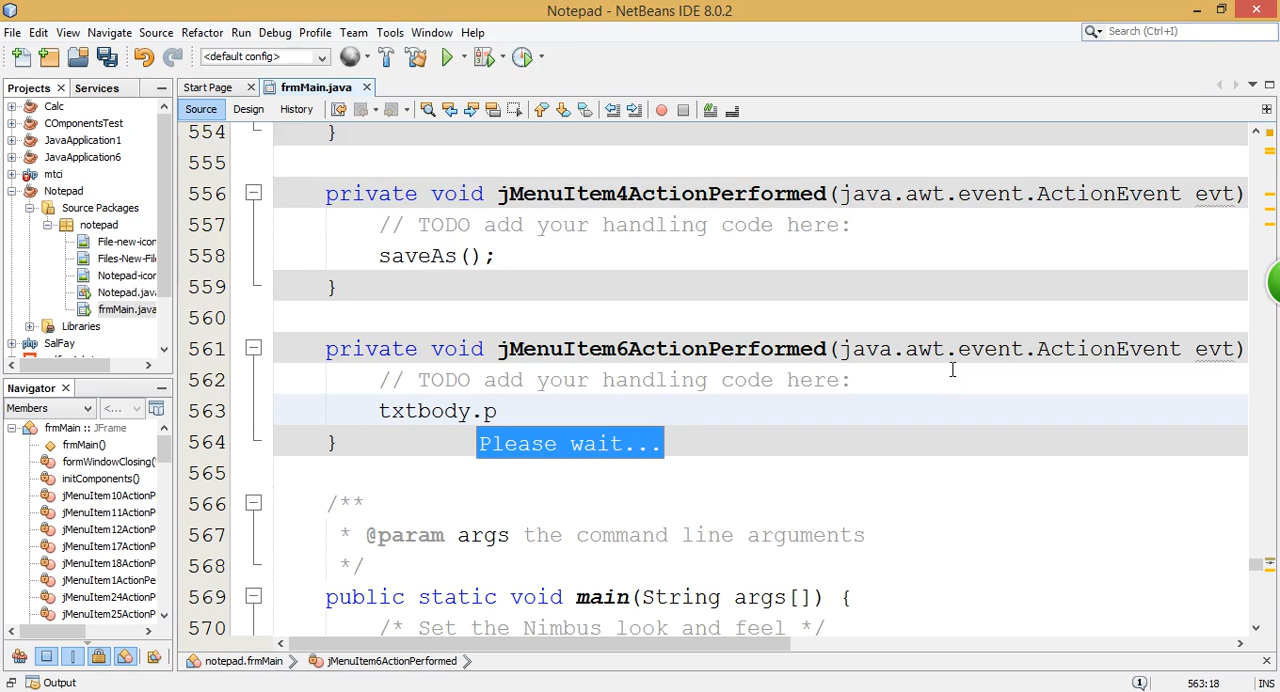 Notepad - NetBeans IDE 8.0.2
File Edit View Navigate Source Refactor Run Debug Profile Team Tools Window Help
Search (Ctrl+I)
<default config>
Projects Services
Start Page frmMain.java
Source Design History
Calc
COmponentsTest
JavaApplication1
JavaApplication6
mtci
Notepad
Source Packages
notepad
File-new-icon
Files-New-Fil
Notepad-icon
Notepad.java
frmMain.java
Libraries
SalFay
Navigator
Members <...
frmMain :: JFrame
frmMain()
formWindowClosing(
initComponents()
jMenuItem10ActionP
jMenuItem11ActionP
jMenuItem12ActionP
jMenuItem17ActionP
jMenuItem18ActionP
jMenuItem1ActionPe
jMenuItem24ActionP
jMenuItem25ActionP
554 }
555
556 private void jMenuItem4ActionPerformed(java.awt.event.ActionEvent evt)
557 // TODO add your handling code here:
558 saveAs();
559 }
560
561 private void jMenuItem6ActionPerformed(java.awt.event.ActionEvent evt)
562 // TODO add your handling code here:
563 txtbody.p
564 }
Please wait...
565
566 /**
567 * @param args the command line arguments
568 */
569 public static void main(String args[]) {
570 /* Set the Nimbus look and feel */
notepad.frmMain jMenuItem6ActionPerformed
Output
1
563:18 INS